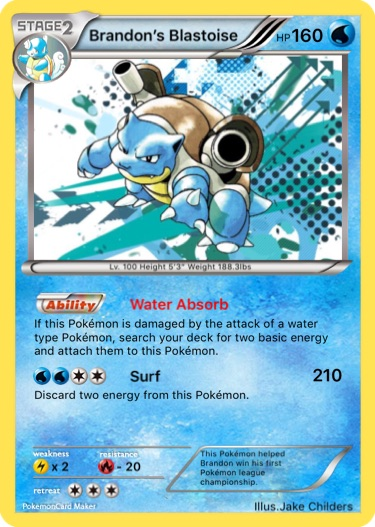 STAGE2
Brandon's Blastoise HP160
Lv. 100 Height 5'3" Weight 188.3lbs
Ability Water Absorb
If this Pokémon is damaged by the attack of a water
type Pokémon, search your deck for two basic energy
and attach them to this Pokémon.
Surf 210
Discard two energy from this Pokémon.
weakness resistance
x 2 - 20
retreat
This Pokémon helped
Brandon win his first
Pokémon league
championship.
PokemonCard Maker
Illus.Jake Childers